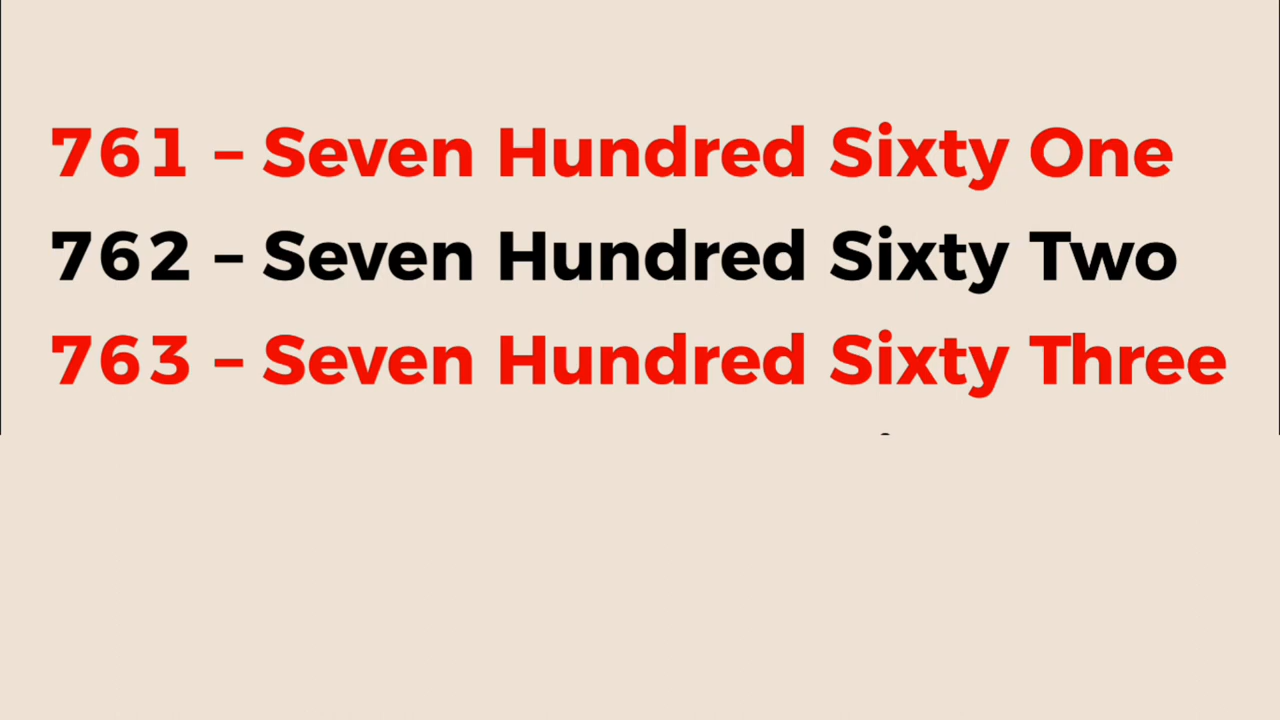 761 – Seven Hundred Sixty One
762 – Seven Hundred Sixty Two
763 – Seven Hundred Sixty Three